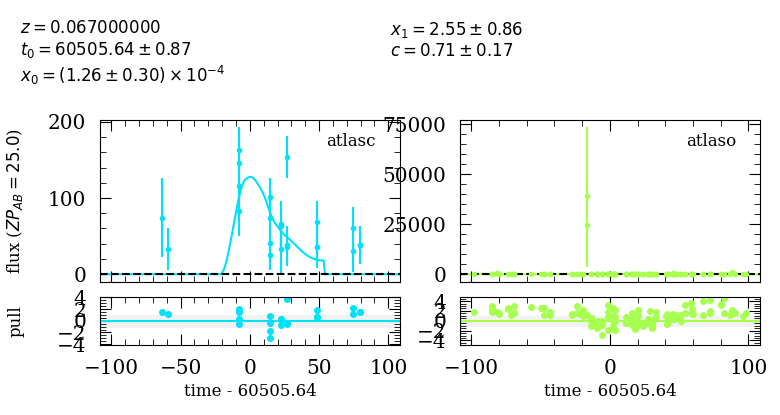 z = 0.067000000
t₀ = 60505.64 ± 0.87
x₀ = (1.26 ± 0.30) × 10⁻⁴
x₁ = 2.55 ± 0.86
c = 0.71 ± 0.17
200
100
0
flux (ZP_AB = 25.0)
atlasc
75000
50000
25000
0
atlaso
4
2
0
−2
−4
pull
4
2
0
−2
−4
−100 −50 0 50 100
time - 60505.64
−100 0 100
time - 60505.64